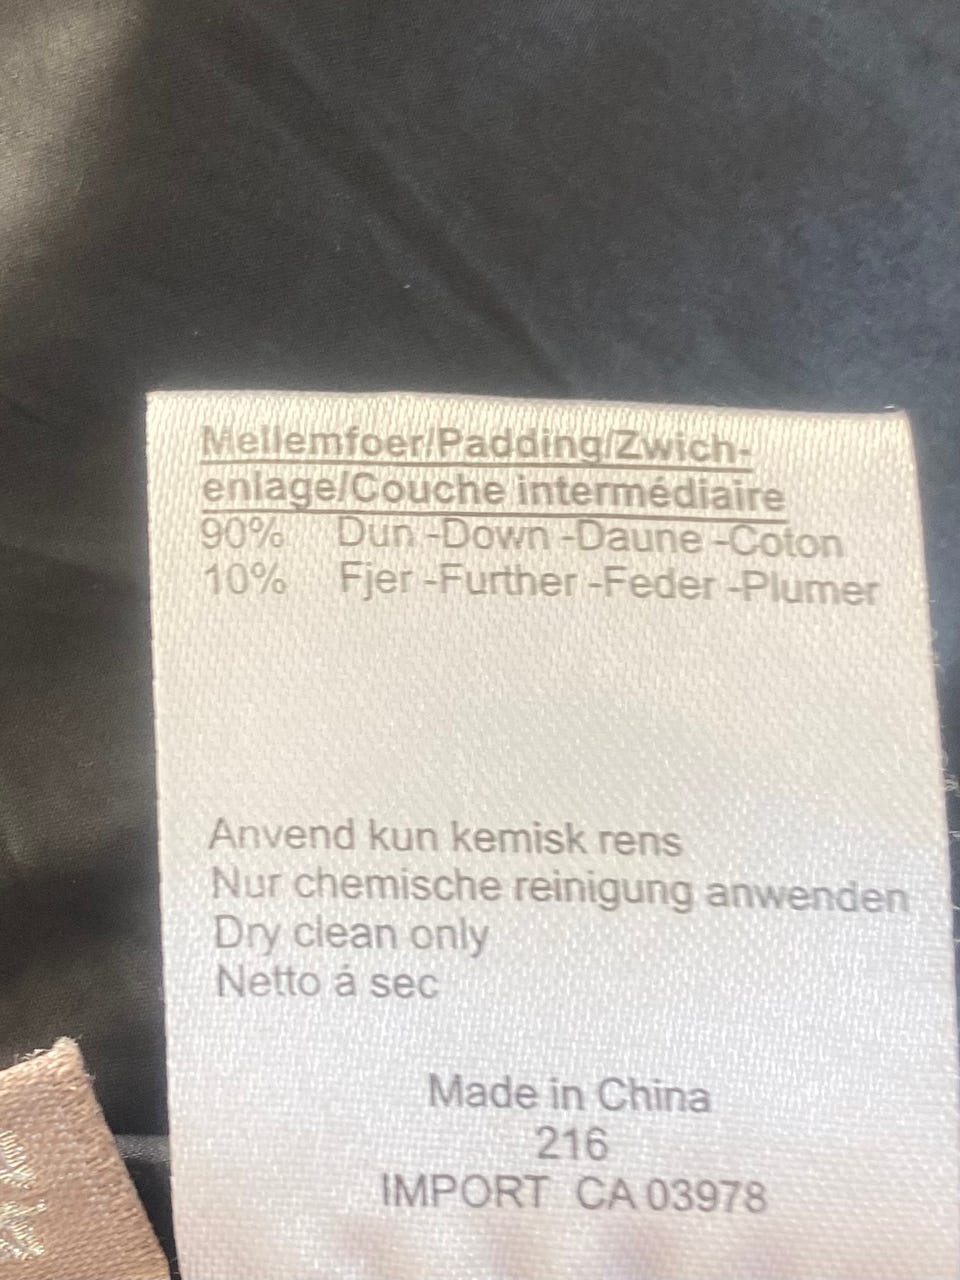 Mellemfoer/Padding/Zwich-
enlage/Couche intermédiaire
90% Dun -Down -Daune -Coton
10% Fjer -Further -Feder -Plumer
Anvend kun kemisk rens
Nur chemische reinigung anwenden
Dry clean only
Netto á sec
Made in China
216
IMPORT CA 03978